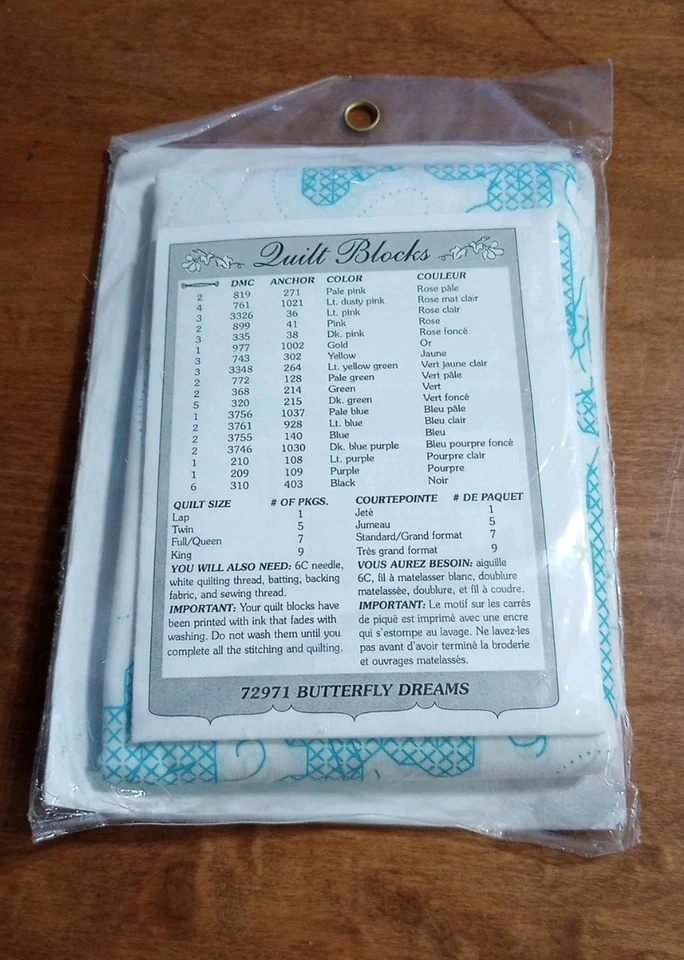 Quilt Blocks
DMC ANCHOR COLOR COULEUR
2 819 271 Pale pink Rose pâle
4 761 1021 Lt. dusty pink Rose mat clair
3 3326 36 Lt. pink Rose clair
2 899 41 Pink Rose
3 335 38 Dk. pink Rose foncé
1 977 1002 Gold Or
3 743 302 Yellow Jaune
3 3348 264 Lt. yellow green Vert jaune clair
2 772 128 Pale green Vert pâle
2 368 214 Green Vert
5 320 215 Dk. green Vert foncé
1 3756 1037 Pale blue Bleu pâle
2 3761 928 Lt. blue Bleu clair
2 3755 140 Blue Bleu
2 3746 1030 Dk. blue purple Bleu pourpre foncé
1 210 108 Lt. purple Pourpre clair
1 209 109 Purple Pourpre
6 310 403 Black Noir
QUILT SIZE # OF PKGS.
Lap 1
Twin 5
Full/Queen 7
King 9
YOU WILL ALSO NEED: 6C needle,
white quilting thread, batting, backing
fabric, and sewing thread.
IMPORTANT: Your quilt blocks have
been printed with ink that fades with
washing. Do not wash them until you
complete all the stitching and quilting.
COURTEPOINTE # DE PAQUET
Jeté 1
Jumeau 5
Standard/Grand format 7
Très grand format 9
VOUS AUREZ BESOIN: aiguille
6C, fil à matelasser blanc, doublure
matelassée, doublure, et fil à coudre.
IMPORTANT: Le motif sur les carrés
de piqué est imprimé avec une encre
qui s'estompe au lavage. Ne lavez-les
pas avant d'avoir terminé la broderie
et ouvrages matelassés.
72971 BUTTERFLY DREAMS